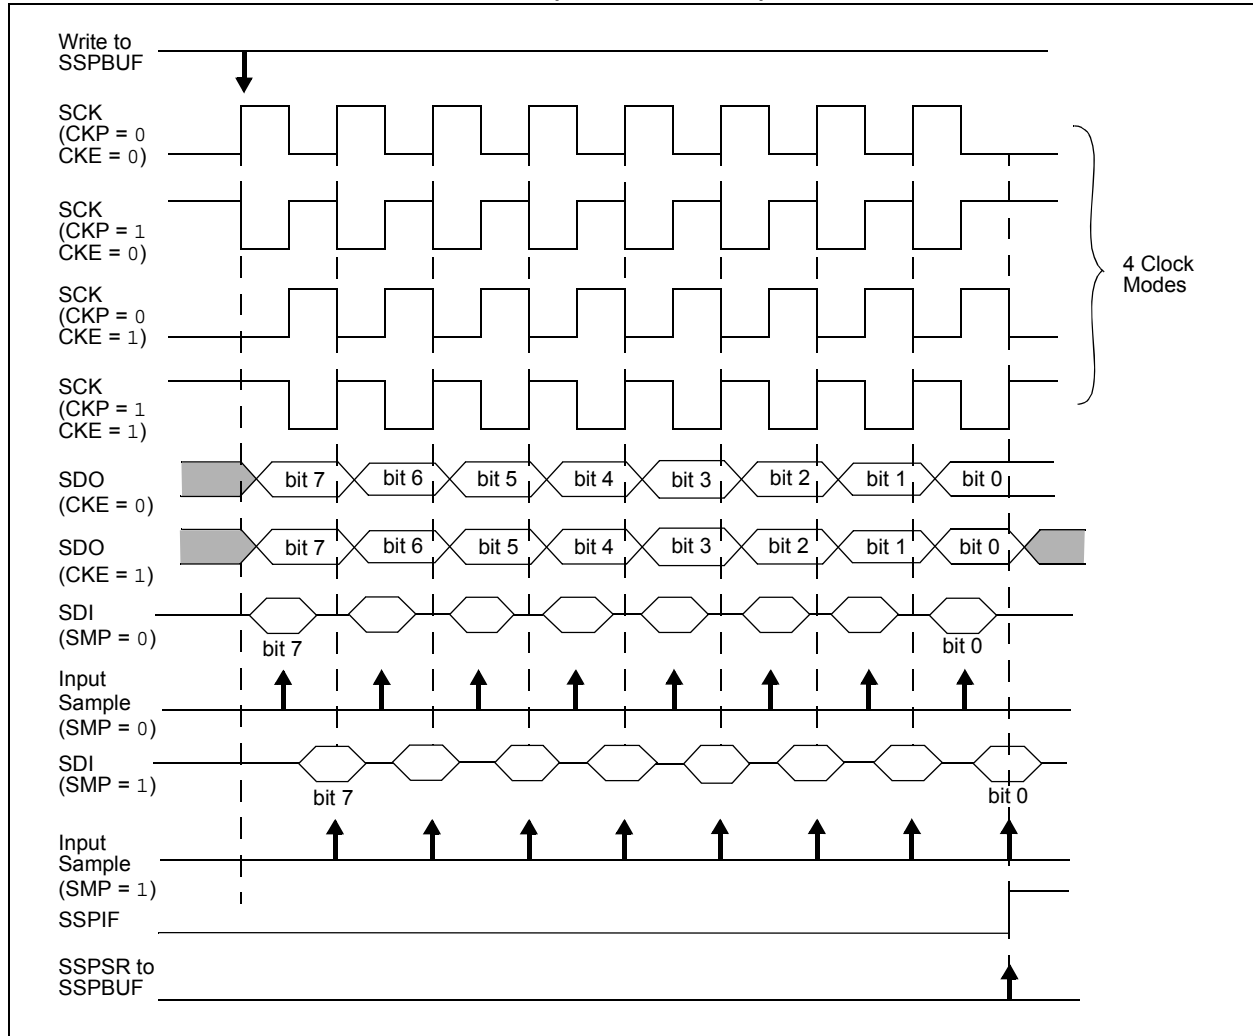 Write to
SSPBUF
SCK
(CKP = 0
CKE = 0)
SCK
(CKP = 1
CKE = 0)
4 Clock
Modes
SCK
(CKP = 0
CKE = 1)
SCK
(CKP = 1
CKE = 1)
SDO
(CKE = 0)
bit 7 bit 6 bit 5 bit 4 bit 3 bit 2 bit 1 bit 0
SDO
(CKE = 1)
bit 7 bit 6 bit 5 bit 4 bit 3 bit 2 bit 1 bit 0
SDI
(SMP = 0)
bit 7 bit 0
Input
Sample
(SMP = 0)
SDI
(SMP = 1)
bit 7 bit 0
Input
Sample
(SMP = 1)
SSPIF
SSPSR to
SSPBUF